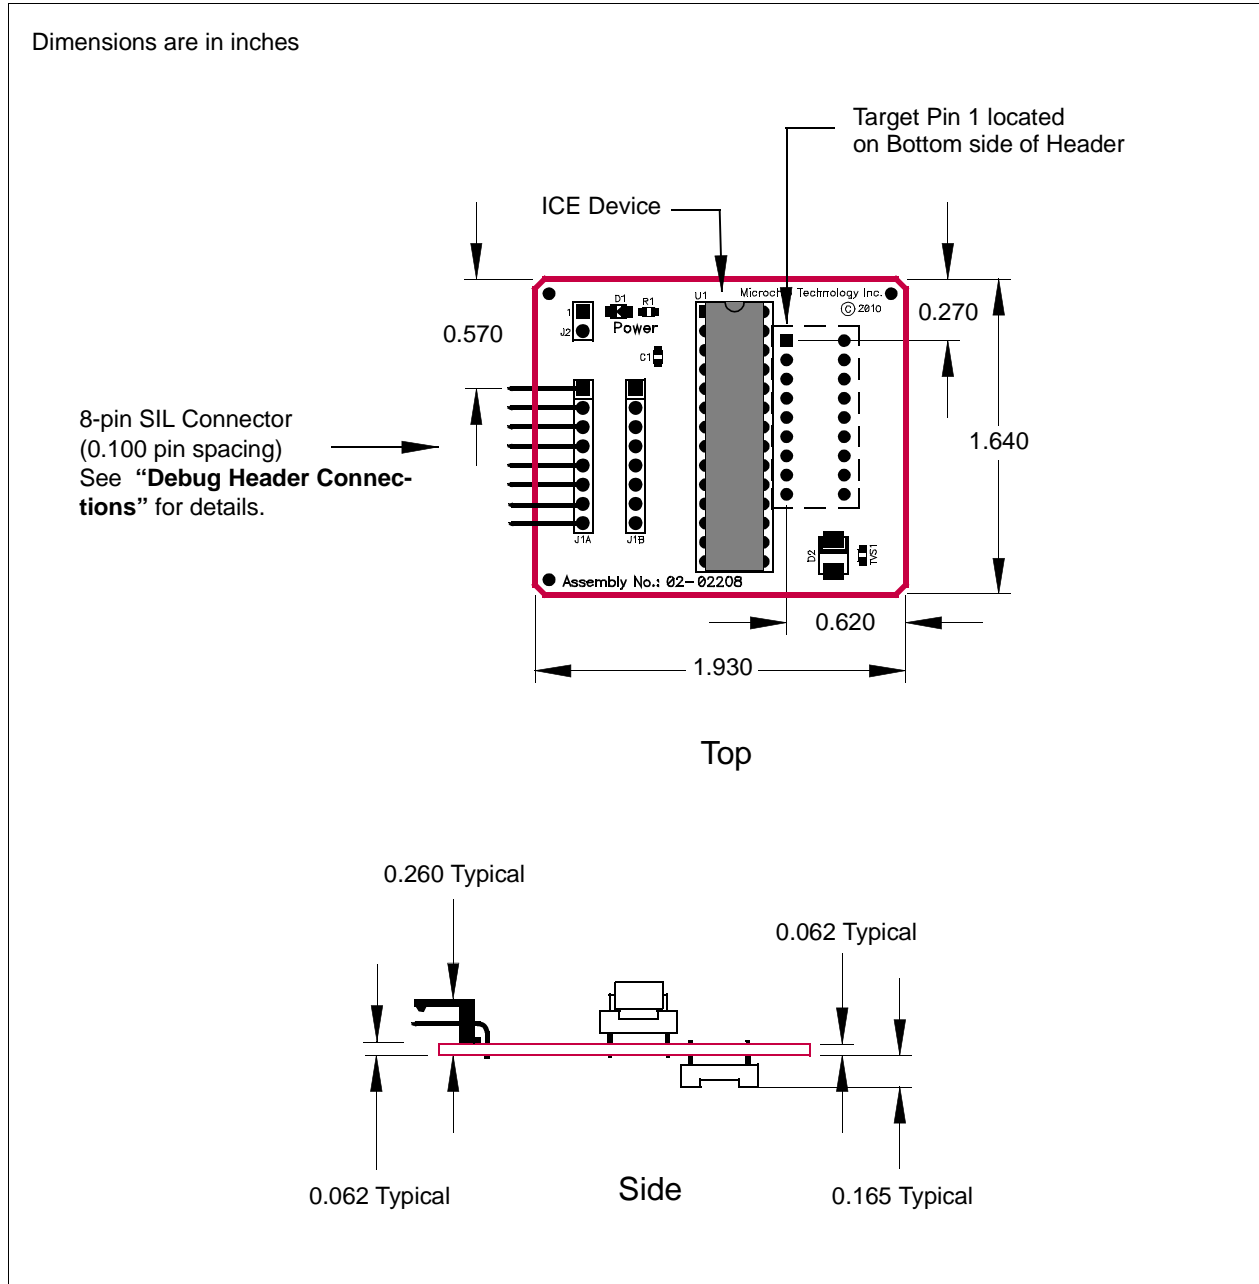 Dimensions are in inches
Target Pin 1 located
on Bottom side of Header
ICE Device
U1
Microch Technology Inc.
© 2010
D1
R1
1
J2
Power
C1
0.570
0.270
8-pin SIL Connector
(0.100 pin spacing)
See “Debug Header Connec-
tions” for details.
1.640
J1A
J1B
D2
TVS1
Assembly No.: 02-02208
0.620
1.930
Top
0.260 Typical
0.062 Typical
0.062 Typical
Side
0.165 Typical